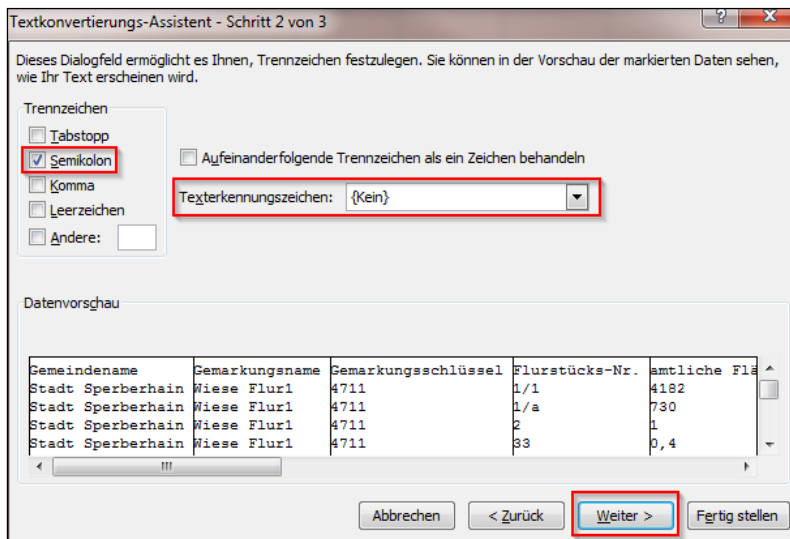 Textkonvertierungs-Assistent - Schritt 2 von 3
Dieses Dialogfeld ermöglicht es Ihnen, Trennzeichen festzulegen. Sie können in der Vorschau der markierten Daten sehen,
wie Ihr Text erscheinen wird.
Trennzeichen
Tabstopp
Semikolon
Komma
Leerzeichen
Andere:
Aufeinanderfolgende Trennzeichen als ein Zeichen behandeln
Texterkennungszeichen: {Kein}
Datenvorschau
Gemeindename Gemarkungsname Gemarkungsschlüssel Flurstücks-Nr. amtliche Flä
Stadt Sperberhain Wiese Flur1 4711 1/1 4182
Stadt Sperberhain Wiese Flur1 4711 1/a 730
Stadt Sperberhain Wiese Flur1 4711 2 1
Stadt Sperberhain Wiese Flur1 4711 33 0,4
Abbrechen < Zurück Weiter > Fertig stellen